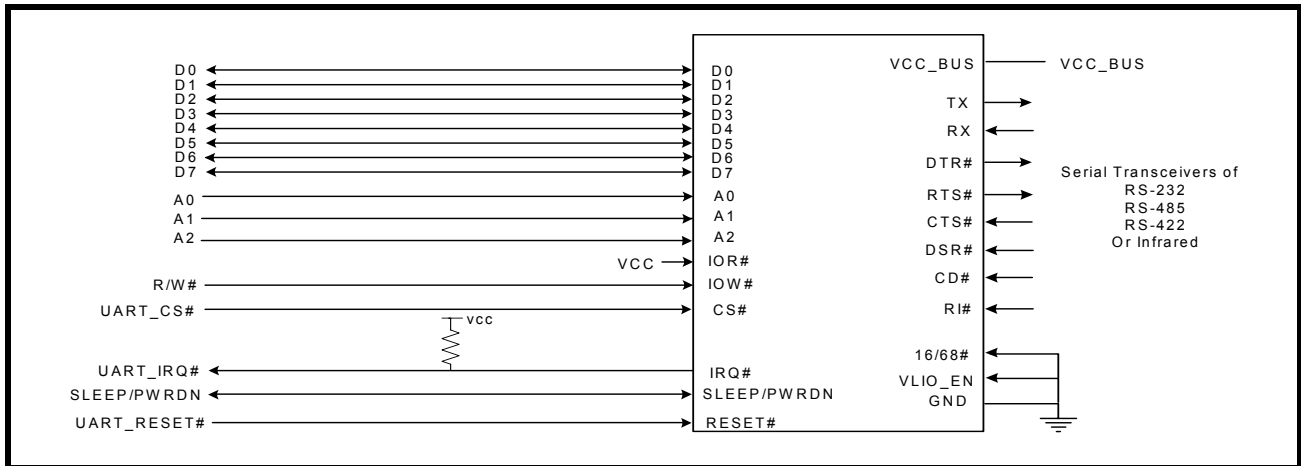 D0
D1
D2
D3
D4
D5
D6
D7
A0
A1
A2
R/W#
UART_CS#
UART_IRQ#
SLEEP/PWRDN
UART_RESET#
VCC
vcc
D0
D1
D2
D3
D4
D5
D6
D7
A0
A1
A2
IOR#
IOW#
CS#
IRQ#
SLEEP/PWRDN
RESET#
VCC_BUS
TX
RX
DTR#
RTS#
CTS#
DSR#
CD#
RI#
16/68#
VLIO_EN
GND
VCC_BUS
Serial Transceivers of
RS-232
RS-485
RS-422
Or Infrared